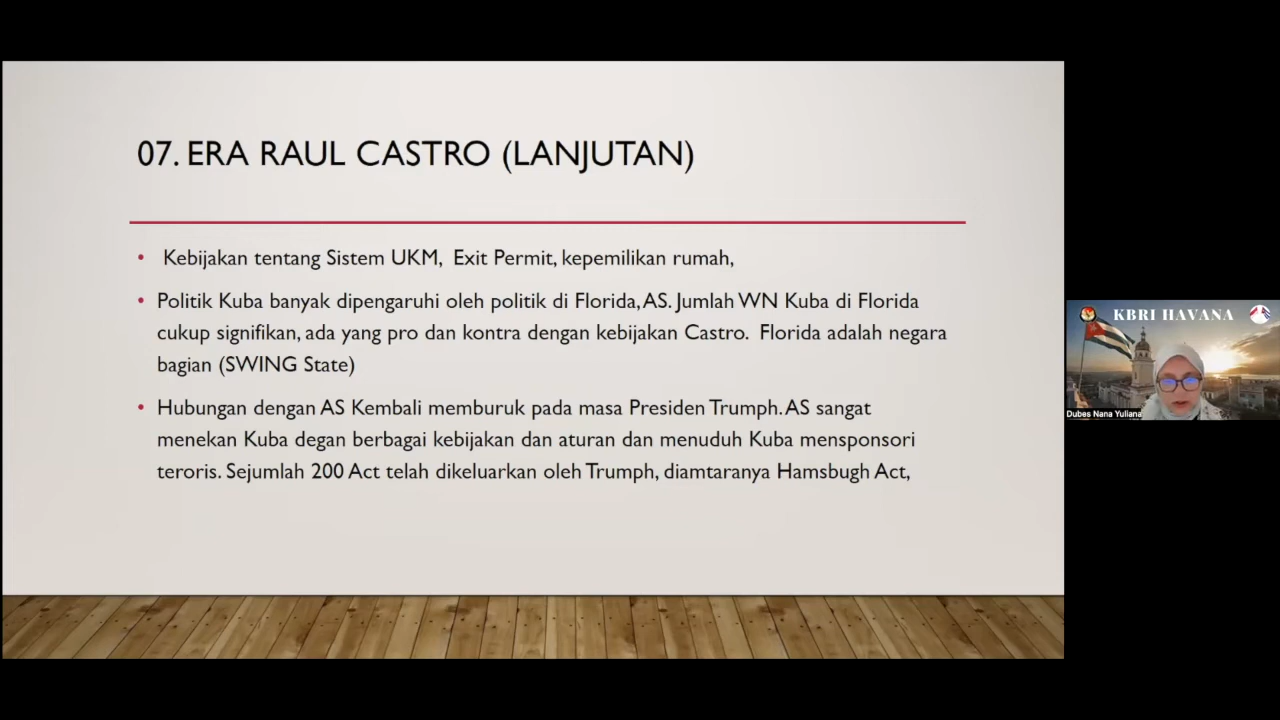 07. ERA RAUL CASTRO (LANJUTAN)
• Kebijakan tentang Sistem UKM, Exit Permit, kepemilikan rumah,
• Politik Kuba banyak dipengaruhi oleh politik di Florida, AS. Jumlah WN Kuba di Florida
cukup signifikan, ada yang pro dan kontra dengan kebijakan Castro. Florida adalah negara
bagian (SWING State)
• Hubungan dengan AS Kembali memburuk pada masa Presiden Trumph. AS sangat
menekan Kuba degan berbagai kebijakan dan aturan dan menuduh Kuba mensponsori
teroris. Sejumlah 200 Act telah dikeluarkan oleh Trumph, diamtaranya Hamsbugh Act,
KBRI HAVANA
Dubes Nana Yuliana